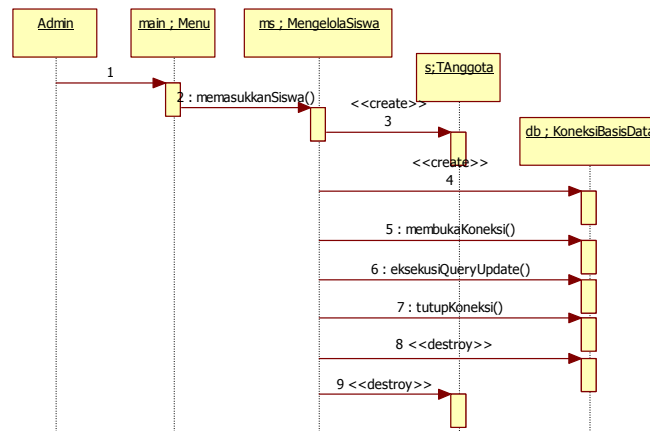 Admin
main ; Menu
ms ; MengelolaSiswa
s;TAnggota
db ; KoneksiBasisData
1
2 : memasukkanSiswa()
<<create>>
3
<<create>>
4
5 : membukaKoneksi()
6 : eksekusiQueryUpdate()
7 : tutupKoneksi()
8 <<destroy>>
9 <<destroy>>